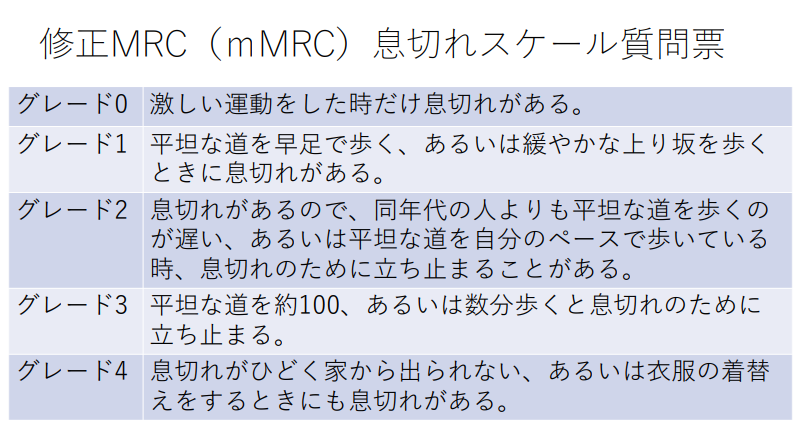 修正MRC（mMRC）息切れスケール質問票
グレード0 激しい運動をした時だけ息切れがある。
グレード1 平坦な道を早足で歩く、あるいは緩やかな上り坂を歩く
ときに息切れがある。
グレード2 息切れがあるので、同年代の人よりも平坦な道を歩くの
が遅い、あるいは平坦な道を自分のペースで歩いている
時、息切れのために立ち止まることがある。
グレード3 平坦な道を約100、あるいは数分歩くと息切れのために
立ち止まる。
グレード4 息切れがひどく家から出られない、あるいは衣服の着替
えをするときにも息切れがある。